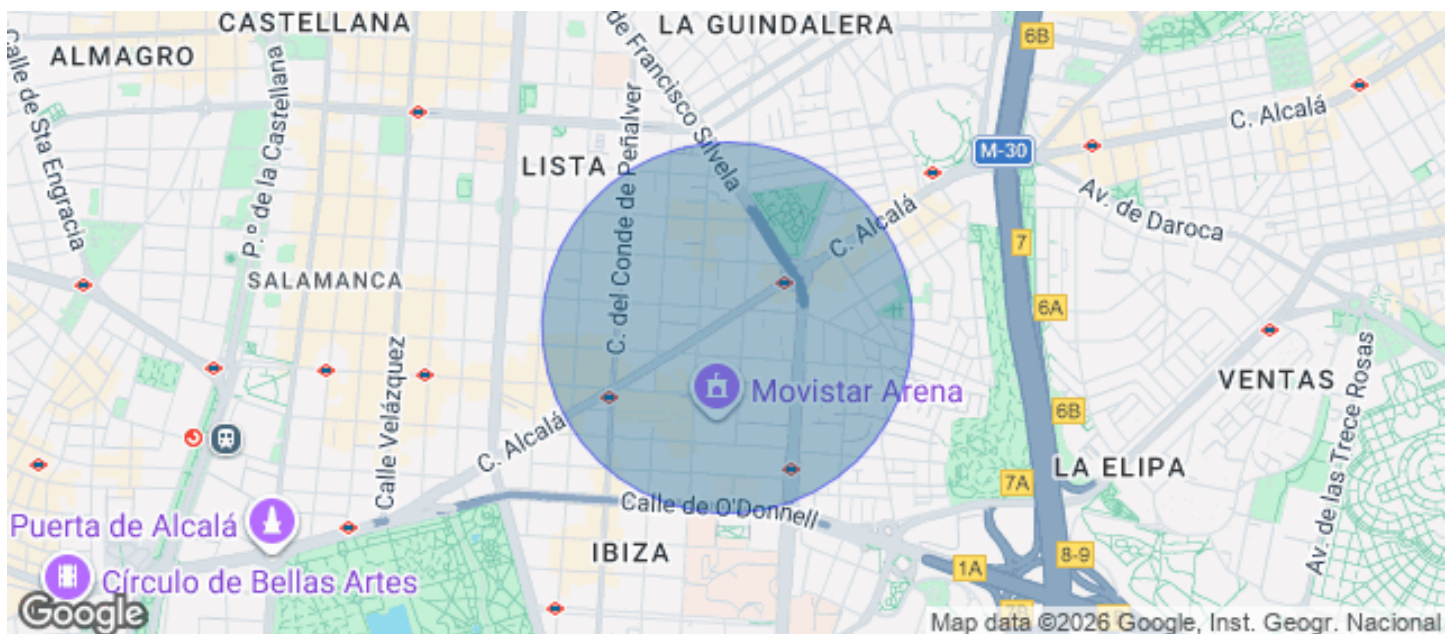 CASTELLANA
LA GUINDALERA
6B
ALMAGRO
Calle de Sta Engracia
P.º de la Castellana
de Francisco Silvela
C. Alcalá
M-30
LISTA
C. del Conde de Peñalver
Av. de Daroca
C. Alcalá
7
SALAMANCA
6A
Calle Velázquez
Movistar Arena
VENTAS
Av. de las Trece Rosas
6B
C. Alcalá
LA ELIPA
7A
Calle de O'Donnell
Puerta de Alcalá
IBIZA
8-9
1A
Círculo de Bellas Artes
Google
Map data ©2026 Google, Inst. Geogr. Nacional